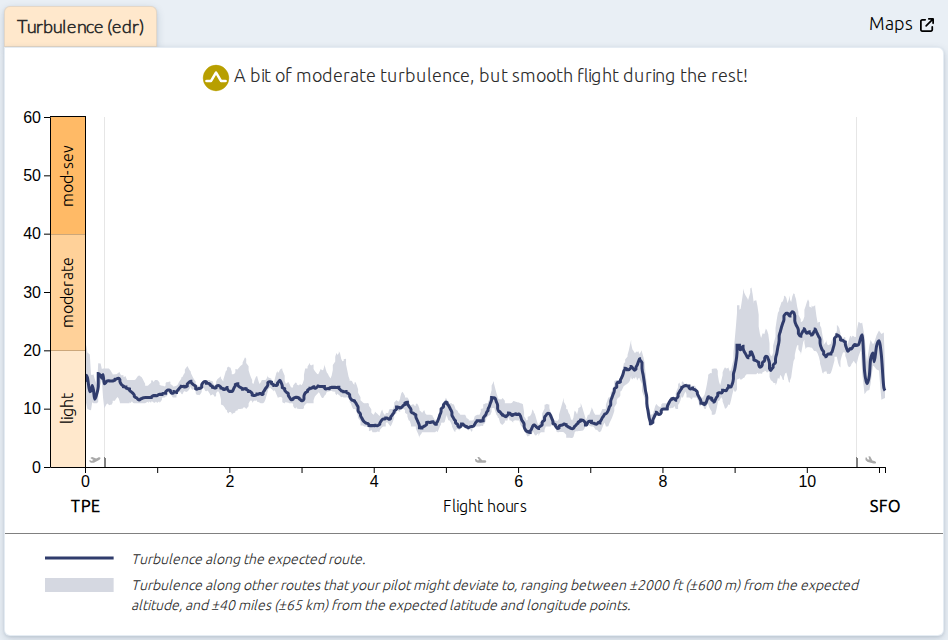 Turbulence (edr)
Maps
A bit of moderate turbulence, but smooth flight during the rest!
60
50
40
30
20
10
0
mod-sev
moderate
light
0 2 4 6 8 10
TPE Flight hours SFO
Turbulence along the expected route.
Turbulence along other routes that your pilot might deviate to, ranging between ±2000 ft (±600 m) from the expected
altitude, and ±40 miles (±65 km) from the expected latitude and longitude points.